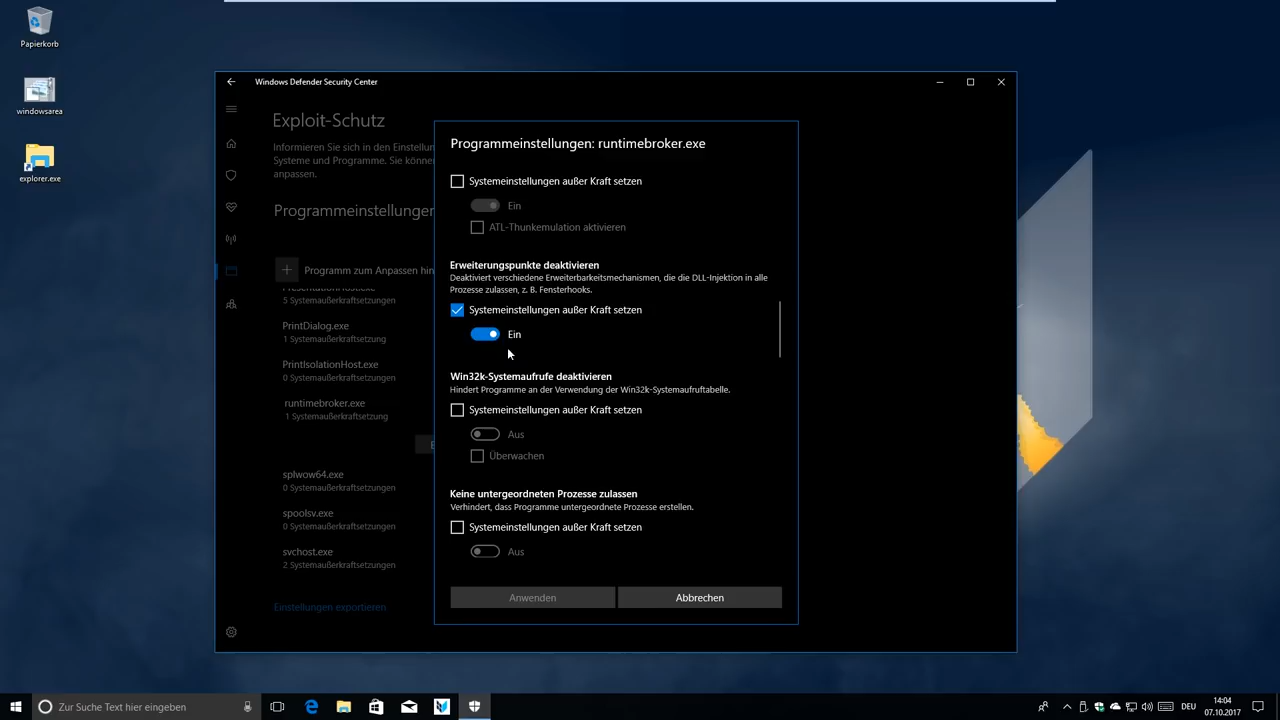 Papierkorb
windowsarea
explorer.exe
Windows Defender Security Center
Exploit-Schutz
Informieren Sie sich in den Einstellun
Systeme und Programme. Sie könne
anpassen.
Programmeinstellungen
Programm zum Anpassen hin
PresentationHost.exe
5 Systemaußerkraftsetzungen
PrintDialog.exe
1 Systemaußerkraftsetzung
PrintIsolationHost.exe
0 Systemaußerkraftsetzungen
runtimebroker.exe
1 Systemaußerkraftsetzung
splwow64.exe
0 Systemaußerkraftsetzungen
spoolsv.exe
0 Systemaußerkraftsetzungen
svchost.exe
2 Systemaußerkraftsetzungen
Einstellungen exportieren
Programmeinstellungen: runtimebroker.exe
Systemeinstellungen außer Kraft setzen
Ein
ATL-Thunkemulation aktivieren
Erweiterungspunkte deaktivieren
Deaktiviert verschiedene Erweiterbarkeitsmechanismen, die die DLL-Injektion in alle
Prozesse zulassen, z. B. Fensterhooks.
Systemeinstellungen außer Kraft setzen
Ein
Win32k-Systemaufrufe deaktivieren
Hindert Programme an der Verwendung der Win32k-Systemaufruftabelle.
Systemeinstellungen außer Kraft setzen
Aus
Überwachen
Keine untergeordneten Prozesse zulassen
Verhindert, dass Programme untergeordnete Prozesse erstellen.
Systemeinstellungen außer Kraft setzen
Aus
Anwenden
Abbrechen
Zur Suche Text hier eingeben
DEU
14:04
07.10.2017